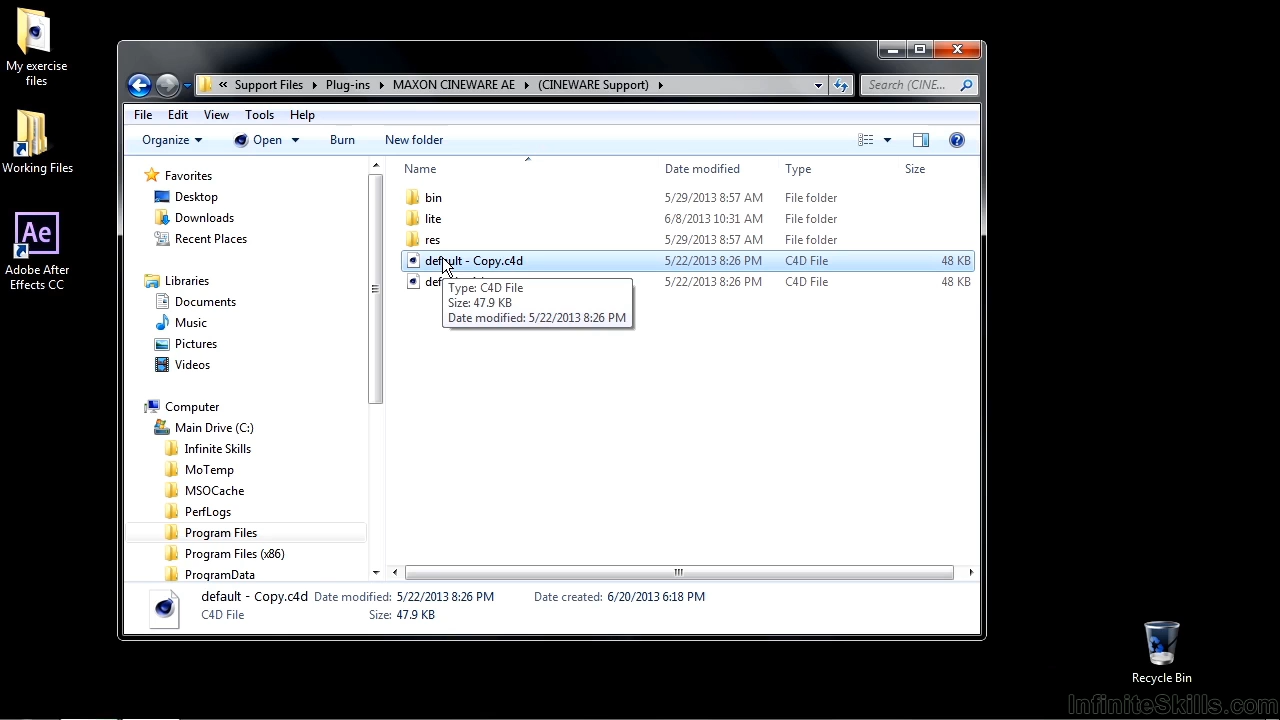 My exercise
files
Working Files
Ae
Adobe After
Effects CC
« Support Files Plug-ins MAXON CINEWARE AE (CINEWARE Support)
Search (CINE...
File Edit View Tools Help
Organize Open Burn New folder
Name Date modified Type Size
Favorites
Desktop
Downloads
Recent Places
Libraries
Documents
Music
Pictures
Videos
Computer
Main Drive (C:)
Infinite Skills
MoTemp
MSOCache
PerfLogs
Program Files
Program Files (x86)
ProgramData
bin 5/29/2013 8:57 AM File folder
lite 6/8/2013 10:31 AM File folder
res 5/29/2013 8:57 AM File folder
default - Copy.c4d 5/22/2013 8:26 PM C4D File 48 KB
5/22/2013 8:26 PM C4D File 48 KB
Type: C4D File
Size: 47.9 KB
Date modified: 5/22/2013 8:26 PM
default - Copy.c4d Date modified: 5/22/2013 8:26 PM Date created: 6/20/2013 6:18 PM
C4D File Size: 47.9 KB
Recycle Bin
InfiniteSkills.com